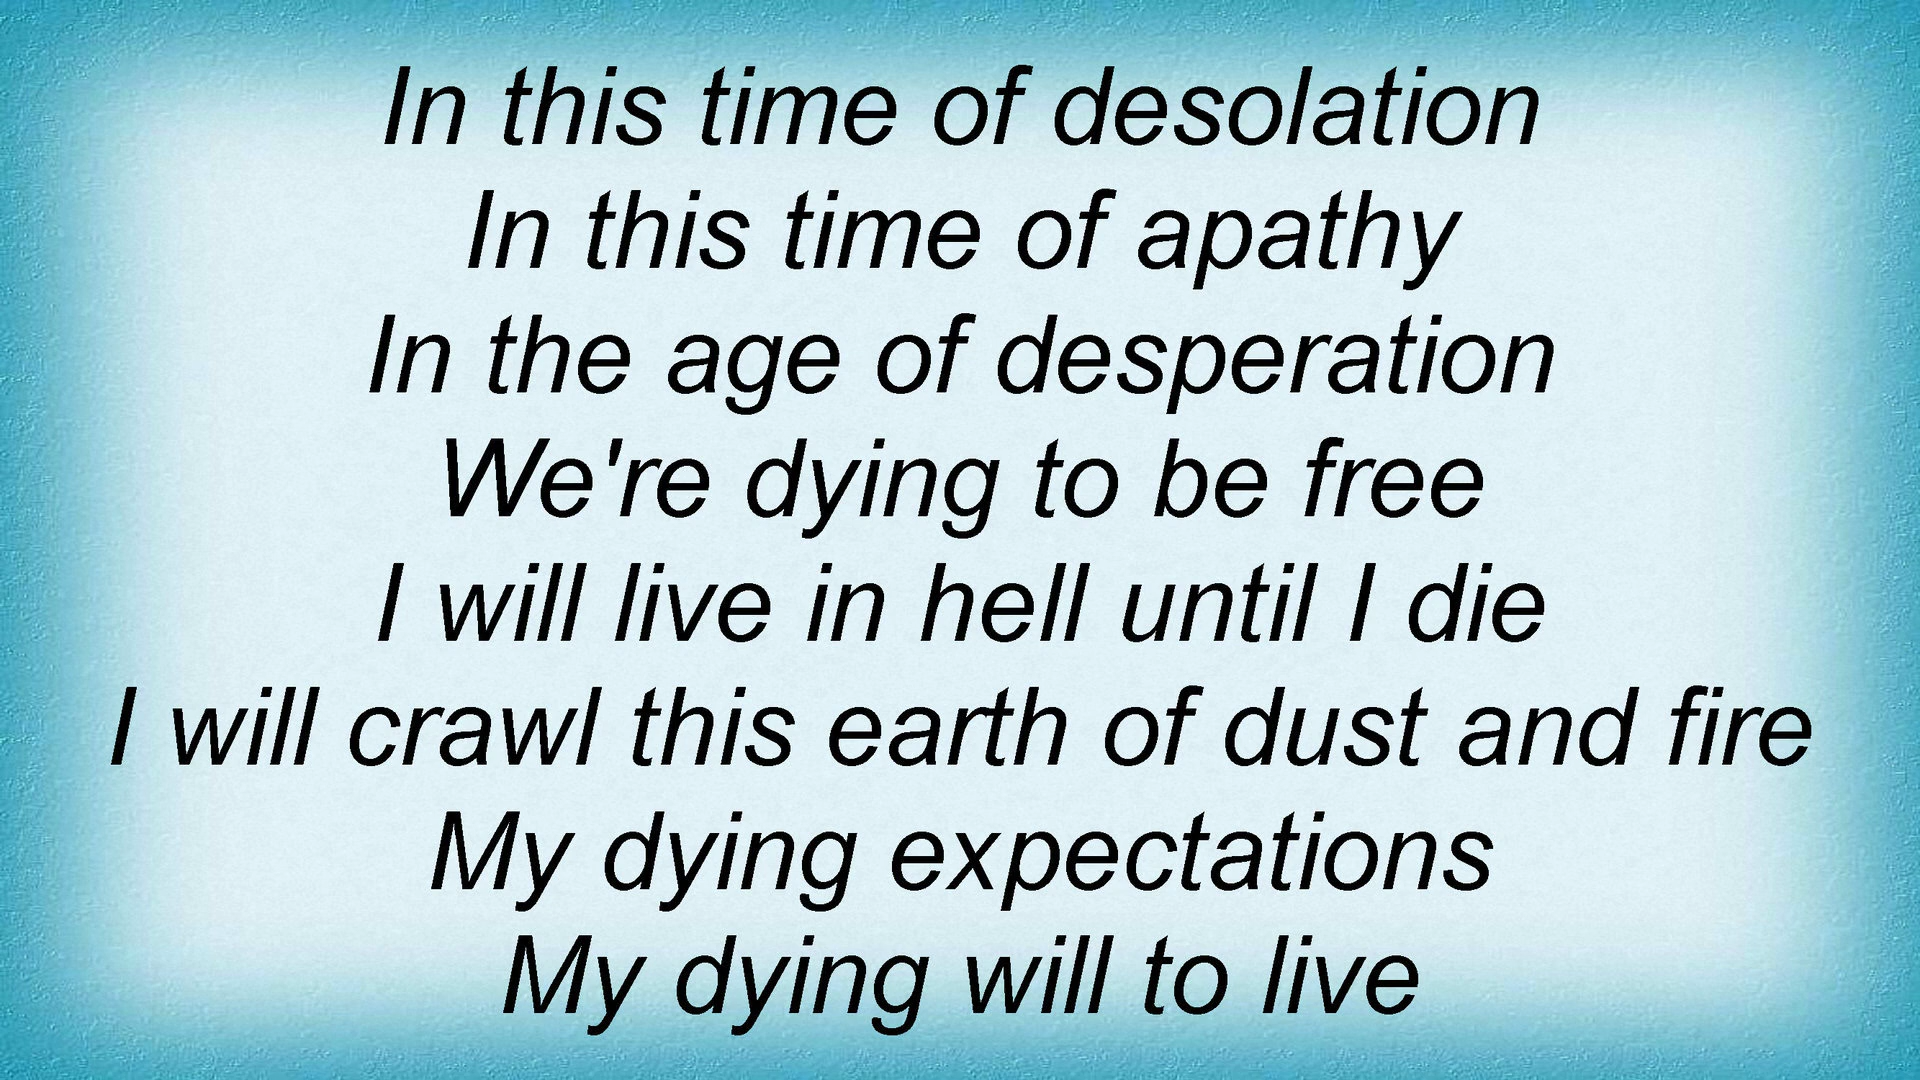 In this time of desolation
In this time of apathy
In the age of desperation
We're dying to be free
I will live in hell until I die
I will crawl this earth of dust and fire
My dying expectations
My dying will to live